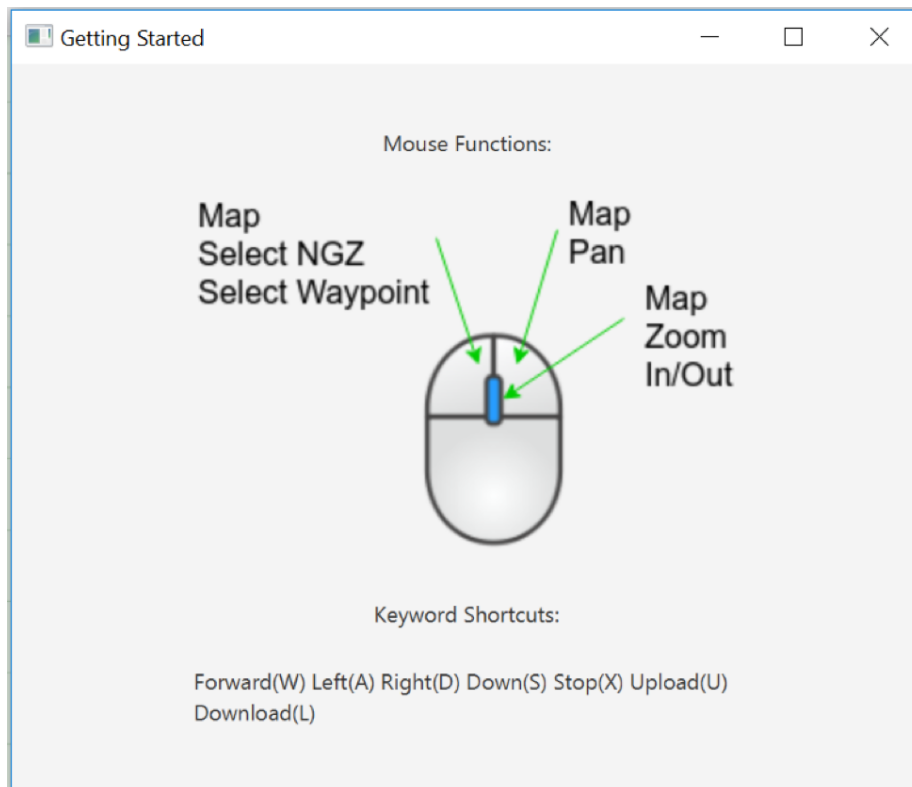 Getting Started
Mouse Functions:
Map
Select NGZ
Select Waypoint
Map
Pan
Map
Zoom
In/Out
Keyword Shortcuts:
Forward(W) Left(A) Right(D) Down(S) Stop(X) Upload(U)
Download(L)